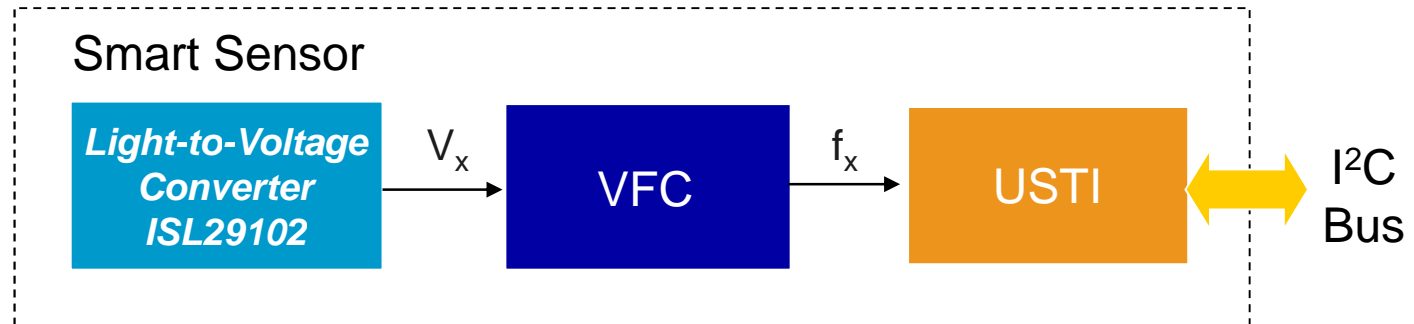 Smart Sensor
Light-to-Voltage
Converter
ISL29102
Vx
VFC
fx
USTI
I²C
Bus